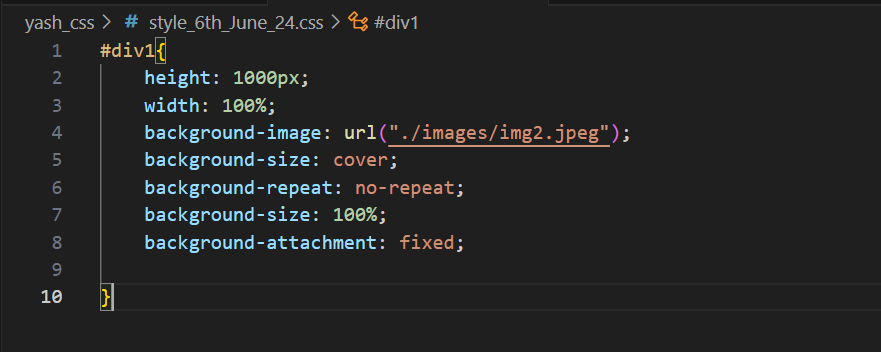 yash_css > # style_6th_June_24.css > #div1
1 #div1{
2 height: 1000px;
3 width: 100%;
4 background-image: url("./images/img2.jpeg");
5 background-size: cover;
6 background-repeat: no-repeat;
7 background-size: 100%;
8 background-attachment: fixed;
9
10 }